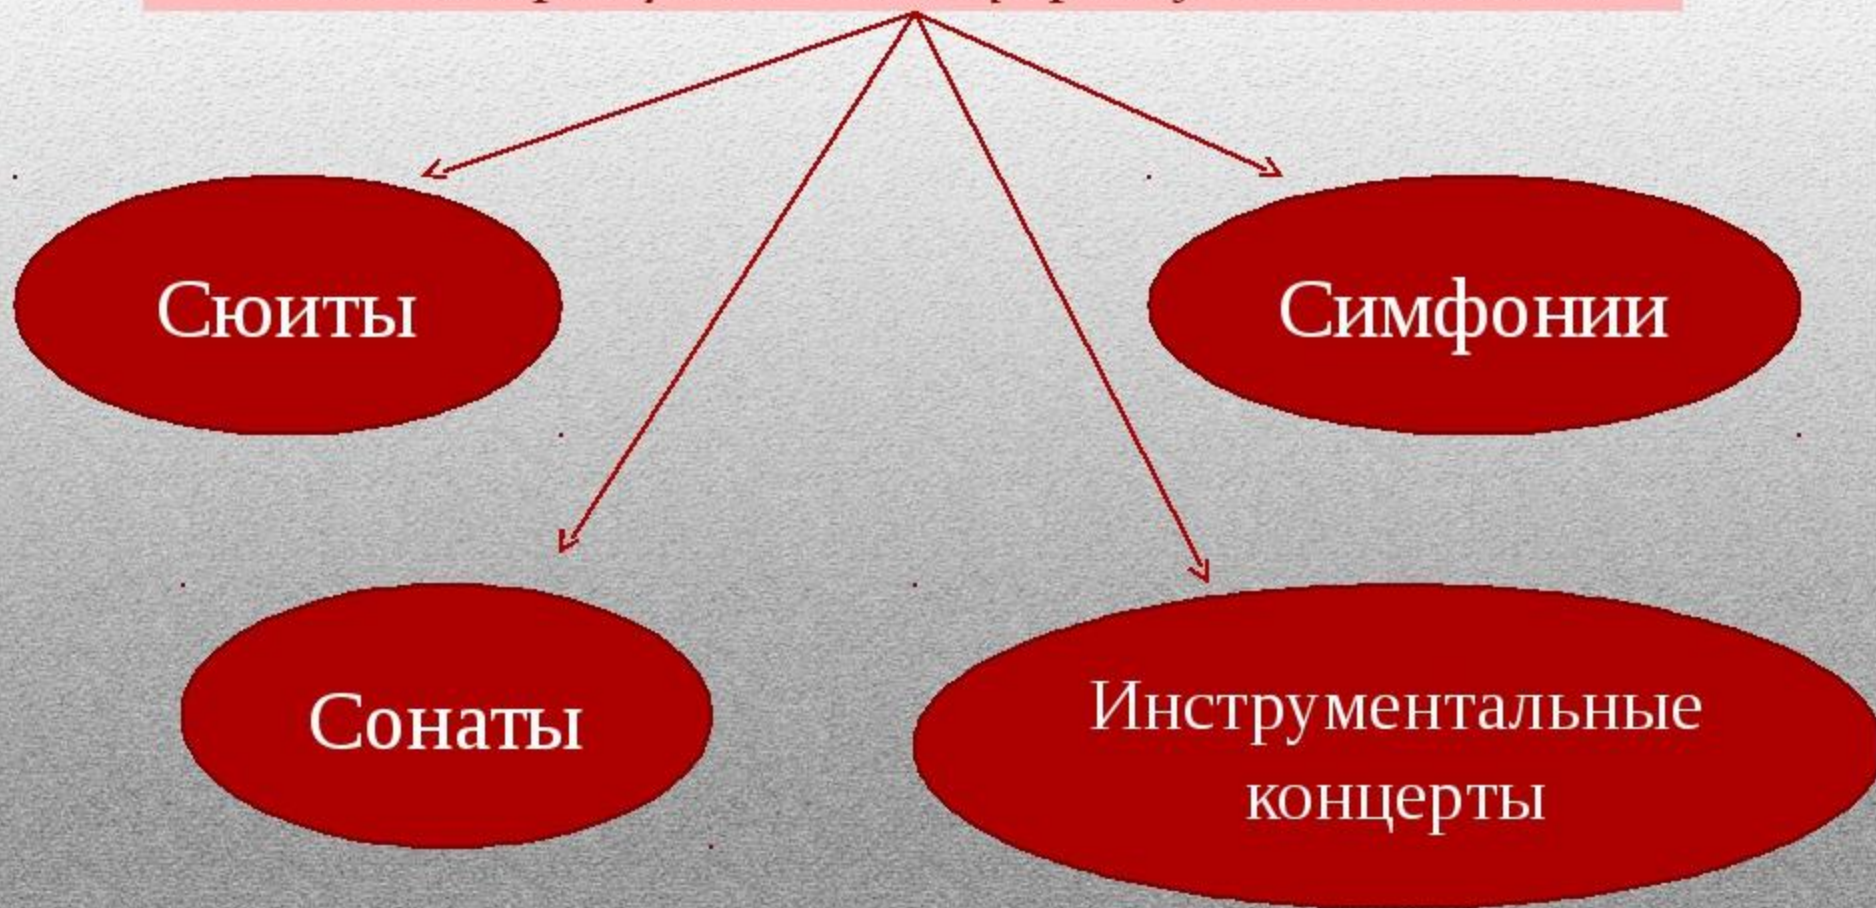 Сюиты
Симфонии
Сонаты
Инструментальные
концерты